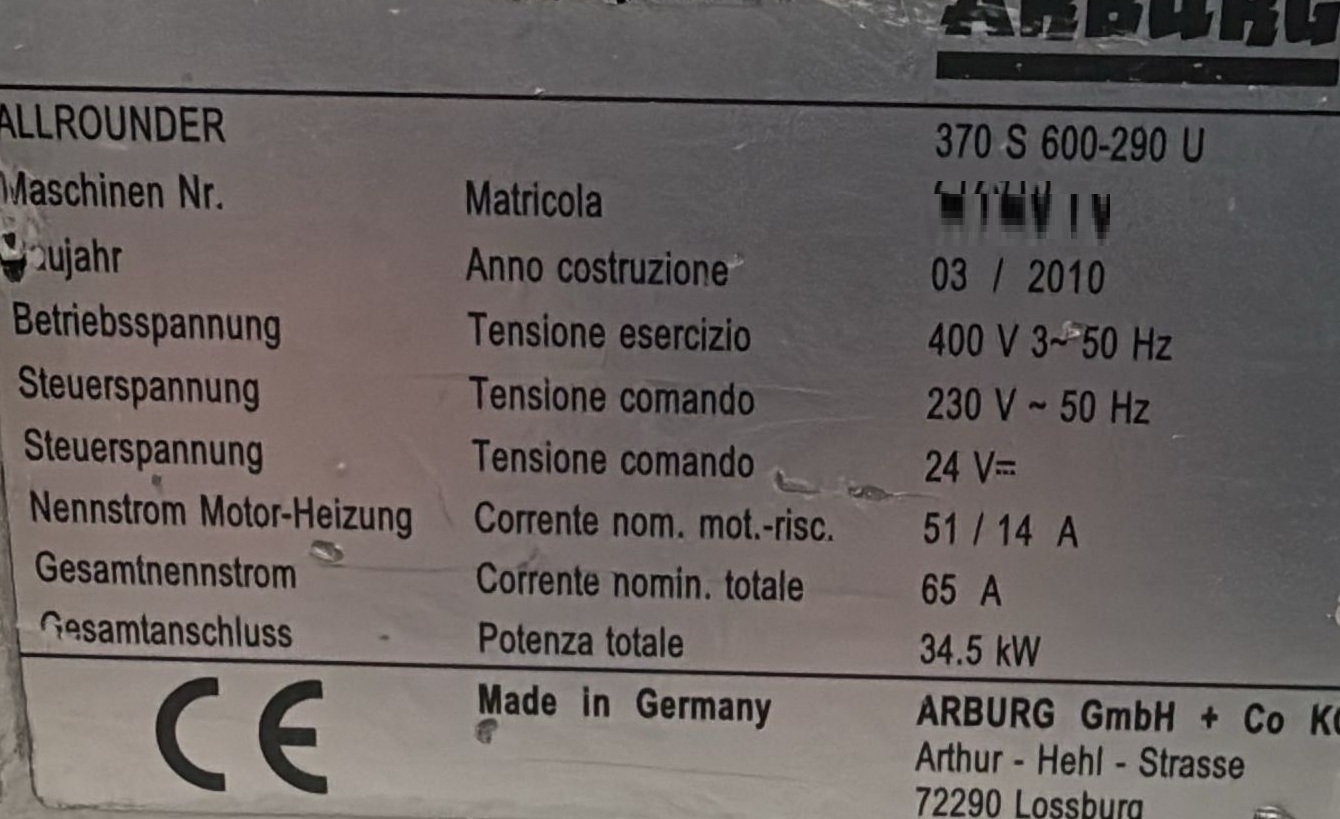 ARBURG
ALLROUNDER 370 S 600-290 U
Maschinen Nr. Matricola
Baujahr Anno costruzione 03 / 2010
Betriebsspannung Tensione esercizio 400 V 3~ 50 Hz
Steuerspannung Tensione comando 230 V ~ 50 Hz
Steuerspannung Tensione comando 24 V⎓
Nennstrom Motor-Heizung Corrente nom. mot.-risc. 51 / 14 A
Gesamtnennstrom Corrente nomin. totale 65 A
Gesamtanschluss Potenza totale 34.5 kW
CE Made in Germany ARBURG GmbH + Co KG
Arthur - Hehl - Strasse
72290 Lossburg